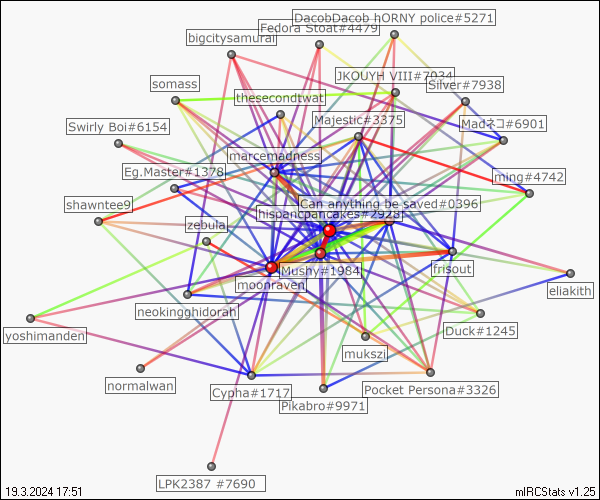 DacobDacob hORNY police#5271
Fedora Stoat#4479
bigcitysamurai
JKOUYH VIII#7034
somass
Silver#7938
thesecondtwat
Majestic#3375
Swirly Boi#6154
Madネコ#6901
marcemadness
Eg.Master#1378
ming#4742
shawntee9
Can anything be saved#0396
hispanicpancakes#7928
zebula
Mushy#1984
frisout
moonraven
eliakith
neokingghidorah
yoshimanden
Duck#1245
mukszi
normalwan
Cypha#1717
Pocket Persona#3326
Pikabro#9971
LPK2387 #7690
19.3.2024 17:51
mIRCStats v1.25